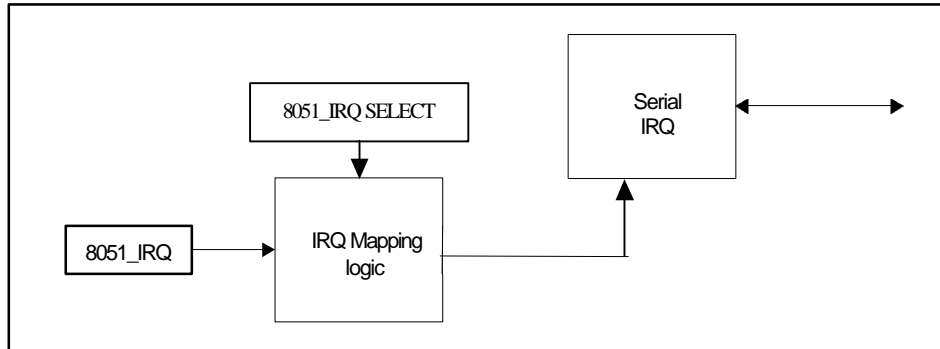 8051_IRQ SELECT
Serial
IRQ
IRQ Mapping
logic
8051_IRQ